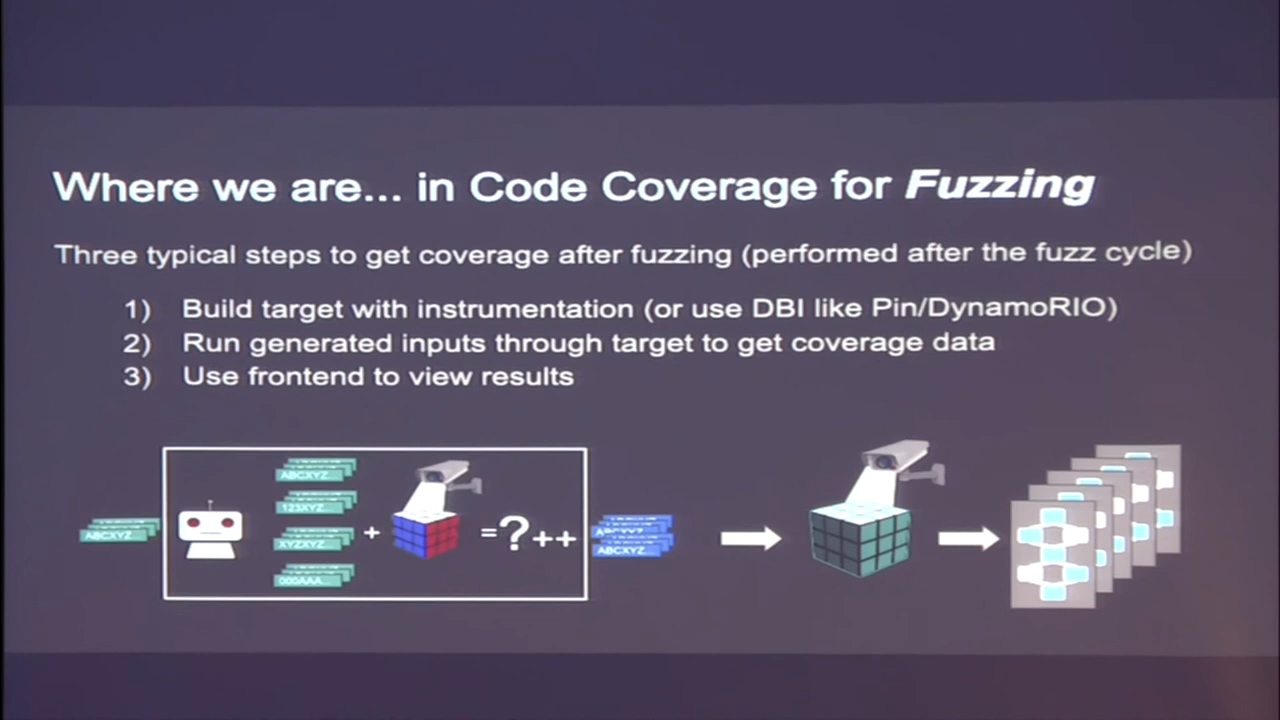 Where we are... in Code Coverage for Fuzzing
Three typical steps to get coverage after fuzzing (performed after the fuzz cycle)
1) Build target with instrumentation (or use DBI like Pin/DynamoRIO)
2) Run generated inputs through target to get coverage data
3) Use frontend to view results
ABCXYZ...
ABCXYZ...
123XYZ...
XYZXYZ...
000AAA...
+
=?++
ABCXYZ...
ABCXYZ...